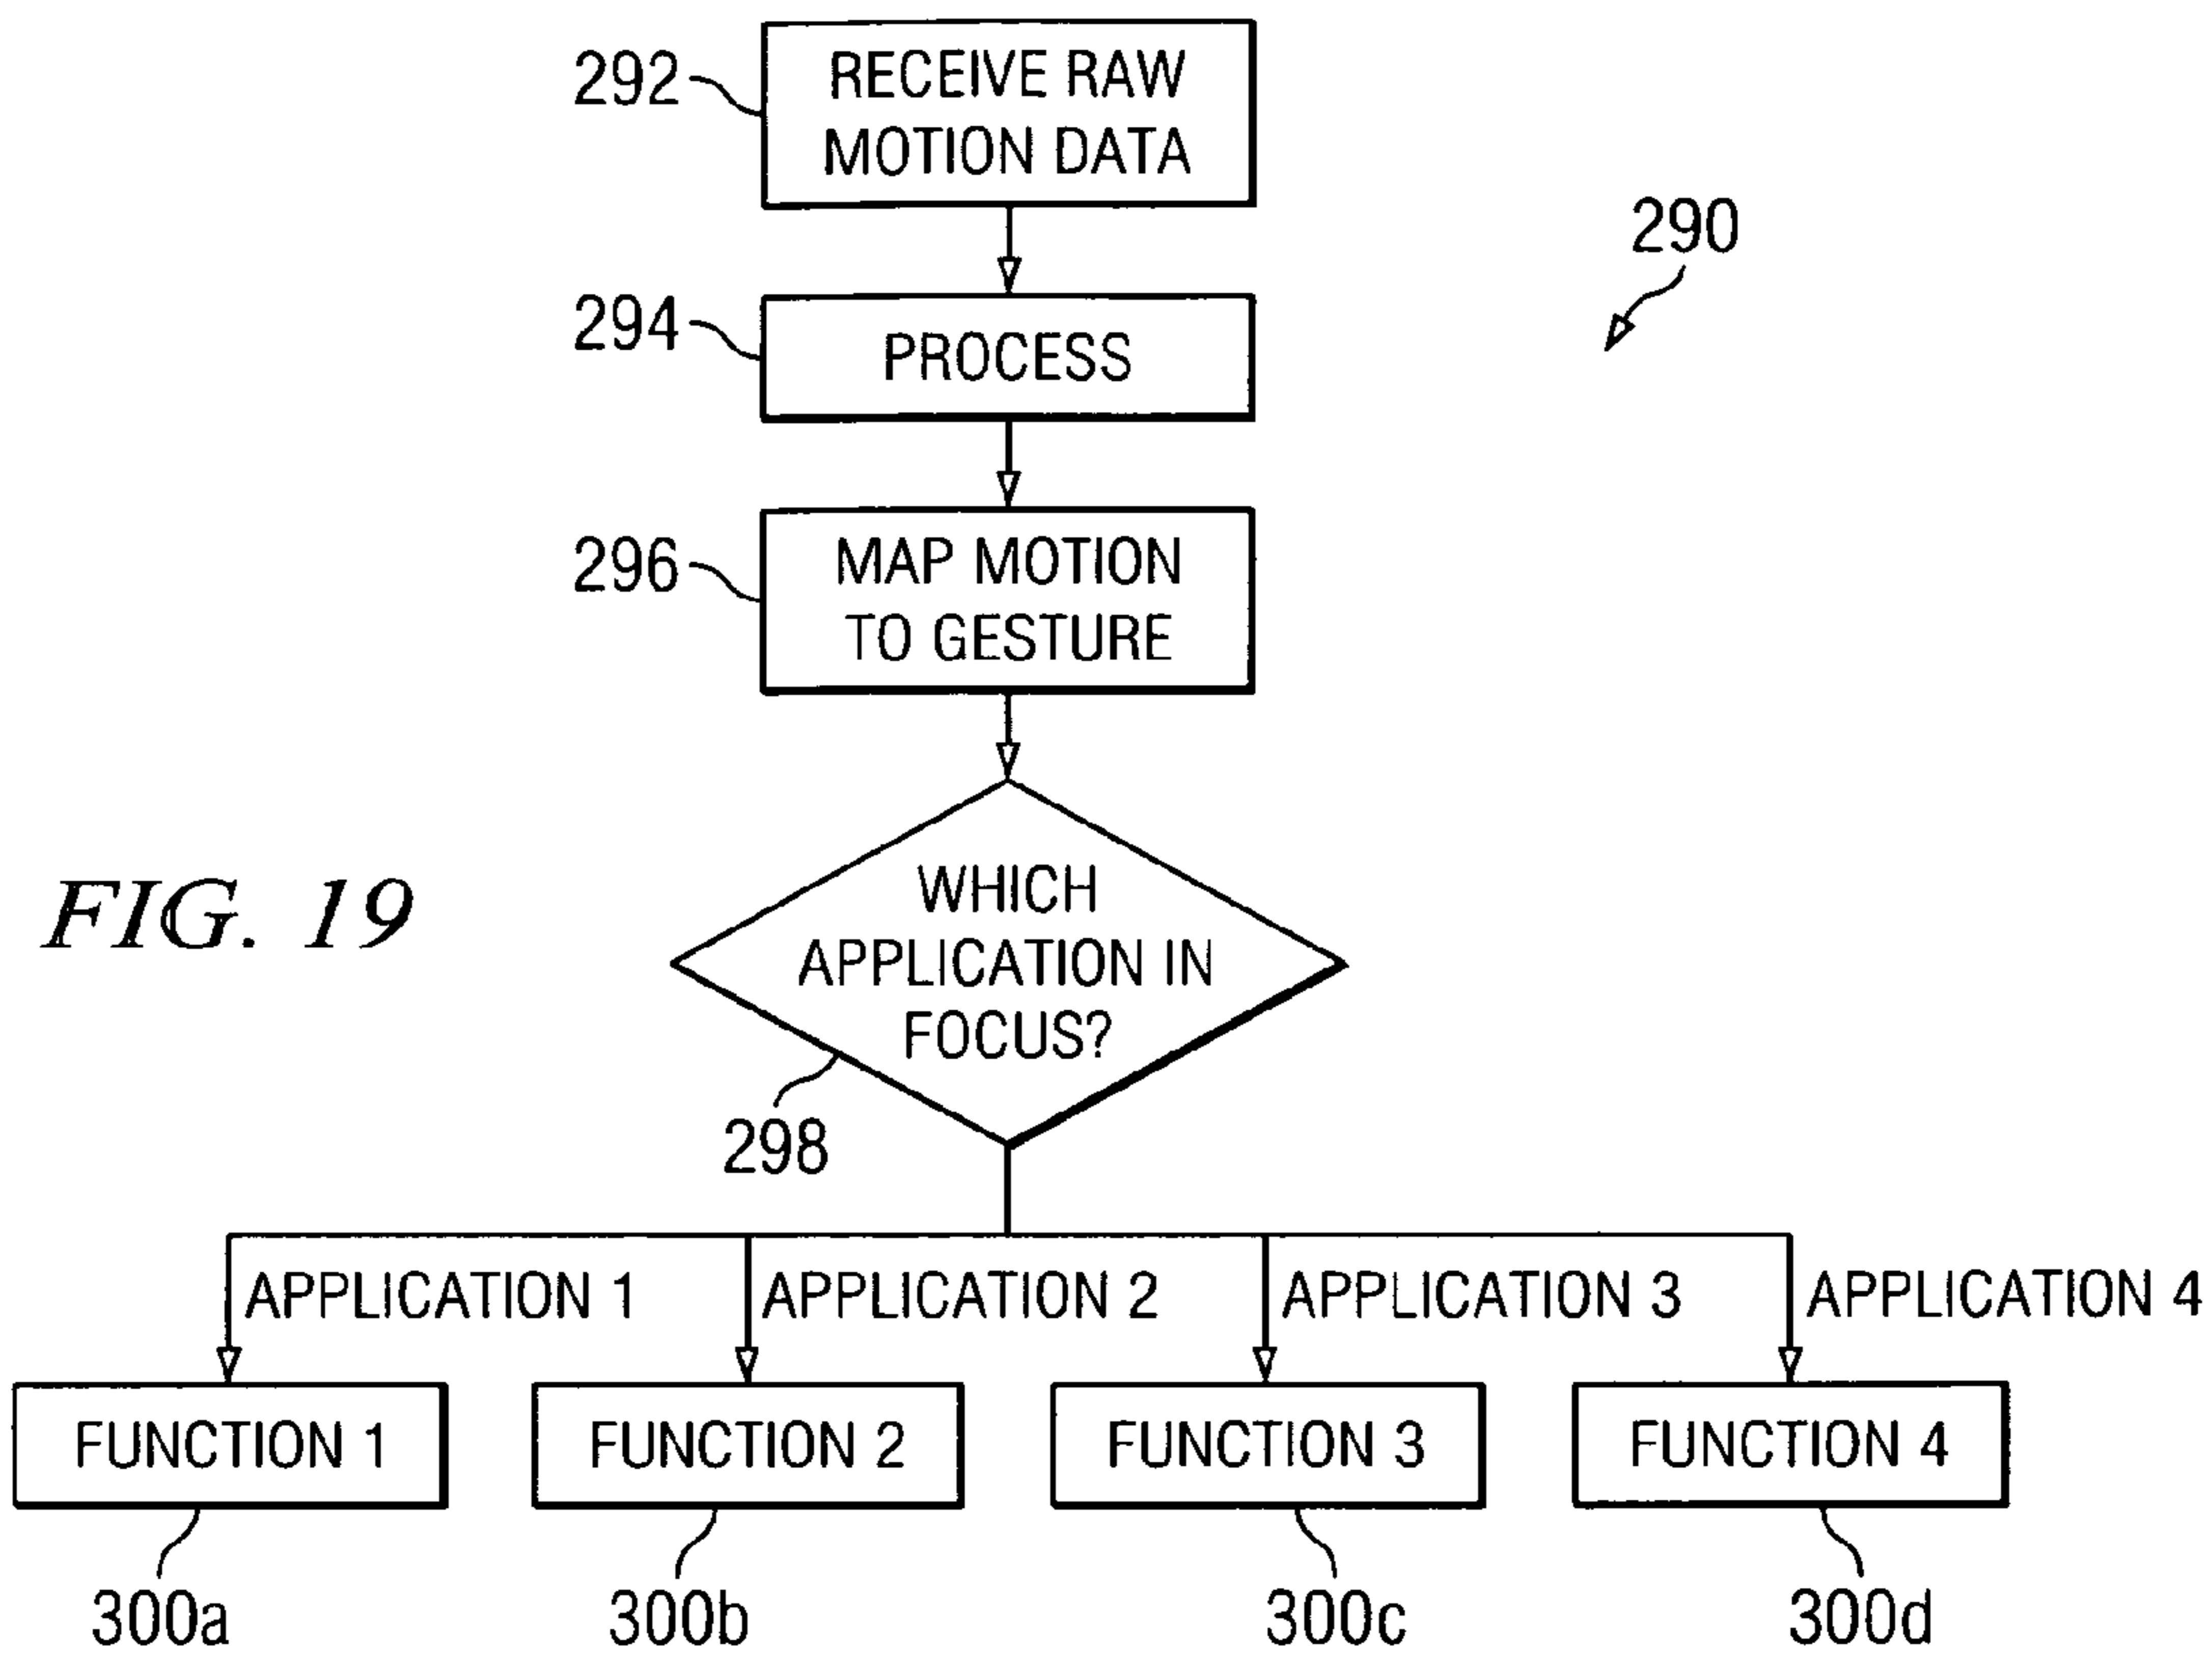 292
RECEIVE RAW
MOTION DATA
290
294
PROCESS
296
MAP MOTION
TO GESTURE
FIG. 19
WHICH
APPLICATION IN
FOCUS?
298
APPLICATION 1
APPLICATION 2
APPLICATION 3
APPLICATION 4
FUNCTION 1
FUNCTION 2
FUNCTION 3
FUNCTION 4
300a
300b
300c
300d